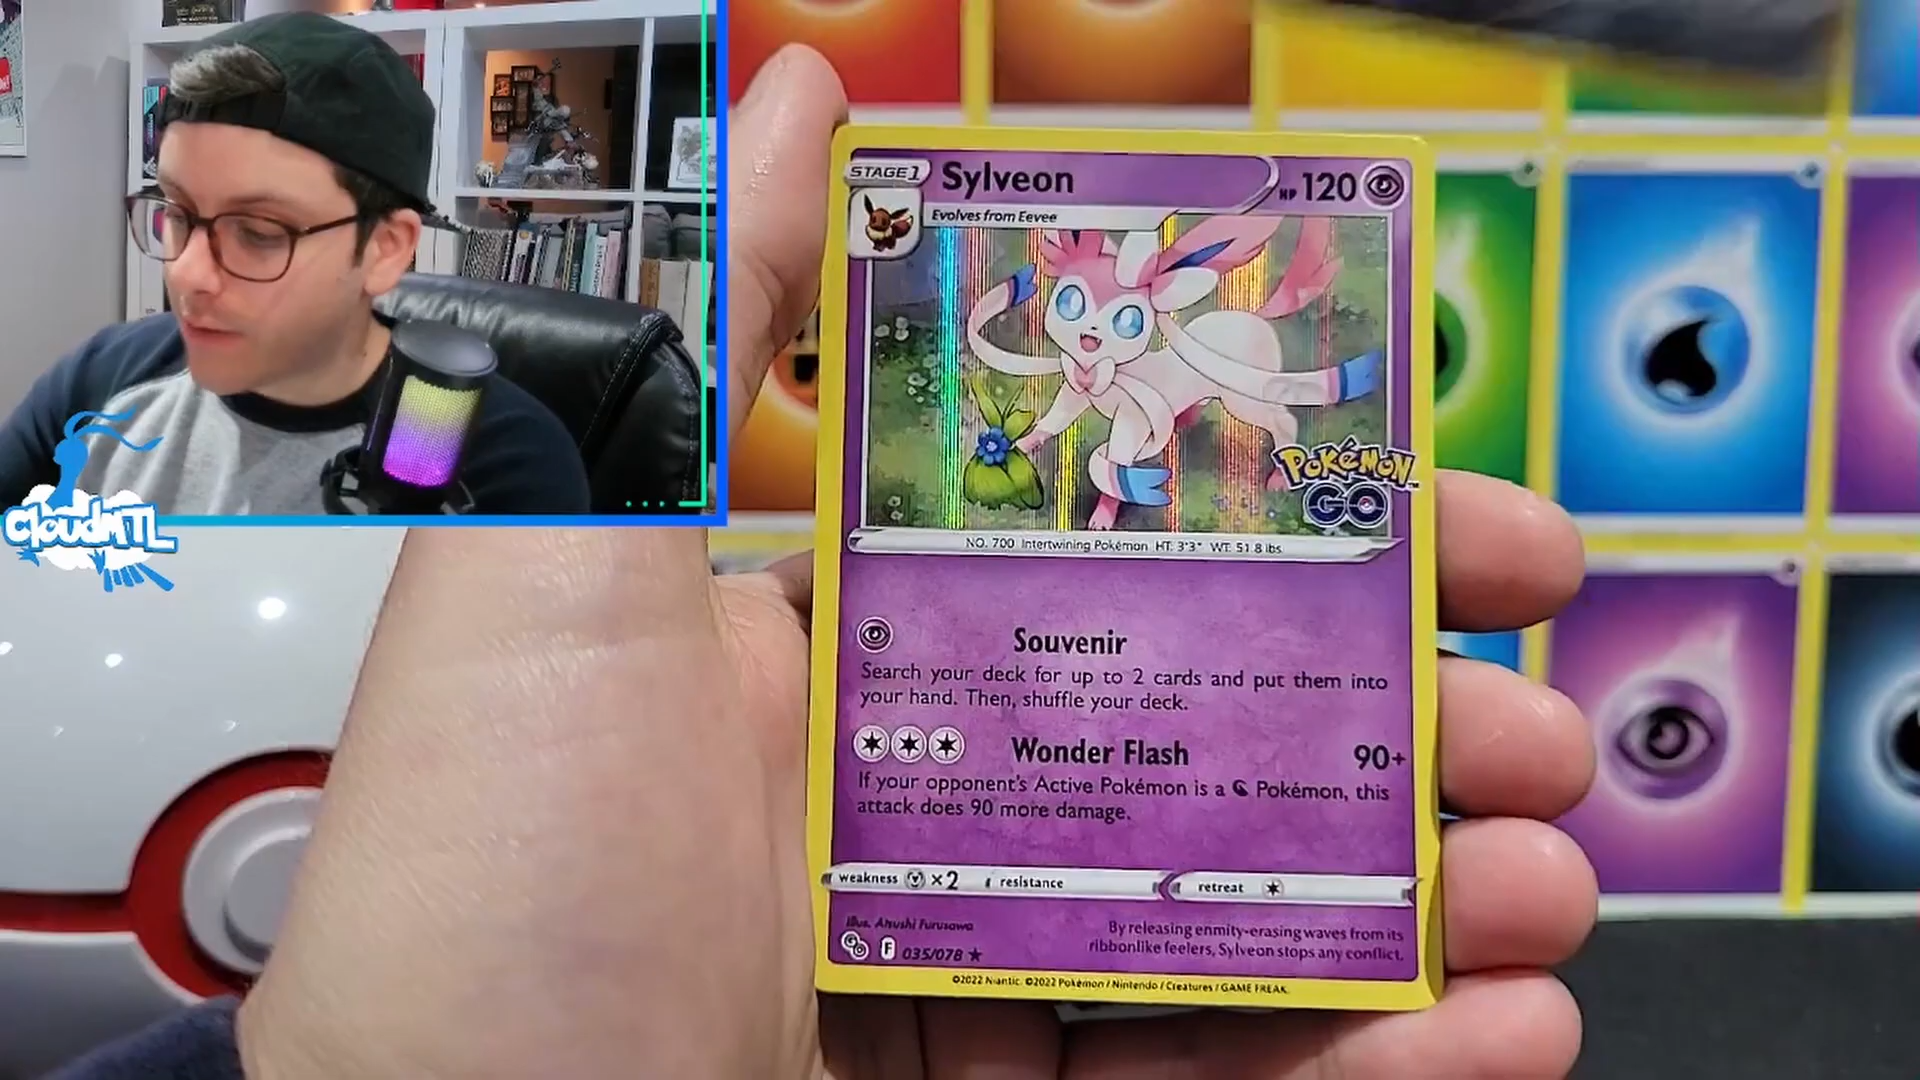 CloudMTL
STAGE 1
Sylveon
HP 120
Evolves from Eevee
POKéMON
GO
NO. 700 Intertwining Pokémon HT: 3'3" WT: 51.8 lbs.
Souvenir
Search your deck for up to 2 cards and put them into
your hand. Then, shuffle your deck.
Wonder Flash 90+
If your opponent's Active Pokémon is a Pokémon, this
attack does 90 more damage.
weakness ×2 resistance retreat
Illus. Atsushi Furusawa
F 035/078 ★
By releasing enmity-erasing waves from its
ribbonlike feelers, Sylveon stops any conflict.
©2022 Niantic. ©2022 Pokémon / Nintendo / Creatures / GAME FREAK.